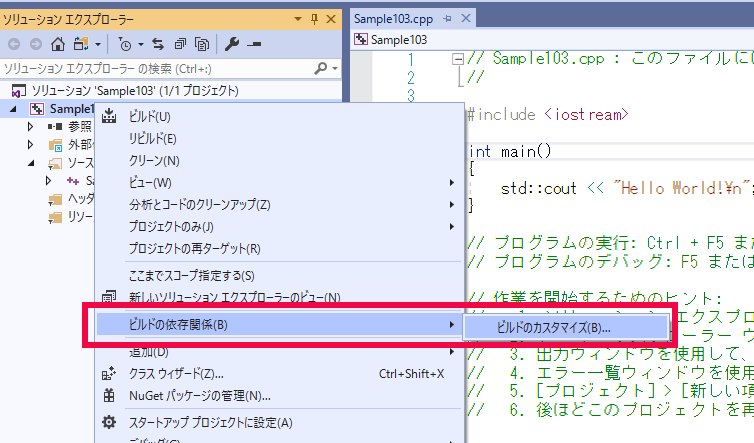 ソリューション エクスプローラー
ソリューション エクスプローラー の検索 (Ctrl+:)
ソリューション 'Sample103' (1/1 プロジェクト)
Sample1
参照
外部
ソース
Sa
ヘッダ
リソー
ビルド(U)
リビルド(E)
クリーン(N)
ビュー(W)
分析とコードのクリーンアップ(Z)
プロジェクトのみ(J)
プロジェクトの再ターゲット(R)
ここまでスコープ指定する(S)
新しいソリューション エクスプローラーのビュー(N)
ビルドの依存関係(B)
ビルドのカスタマイズ(B)...
追加(D)
クラス ウィザード(Z)... Ctrl+Shift+X
NuGet パッケージの管理(N)...
スタートアップ プロジェクトに設定(A)
デバッグ(G)
Sample103.cpp
Sample103
1 // Sample103.cpp : このファイルに
2 //
3
#include <iostream>
int main()
{
std::cout << "Hello World!¥n";
}
// プログラムの実行: Ctrl + F5 また
// プログラムのデバッグ: F5 または
// 作業を開始するためのヒント:
// 3. 出力ウィンドウを使用して、
// 4. エラー一覧ウィンドウを使用
// 5. [プロジェクト] > [新しい項
// 6. 後ほどこのプロジェクトを再